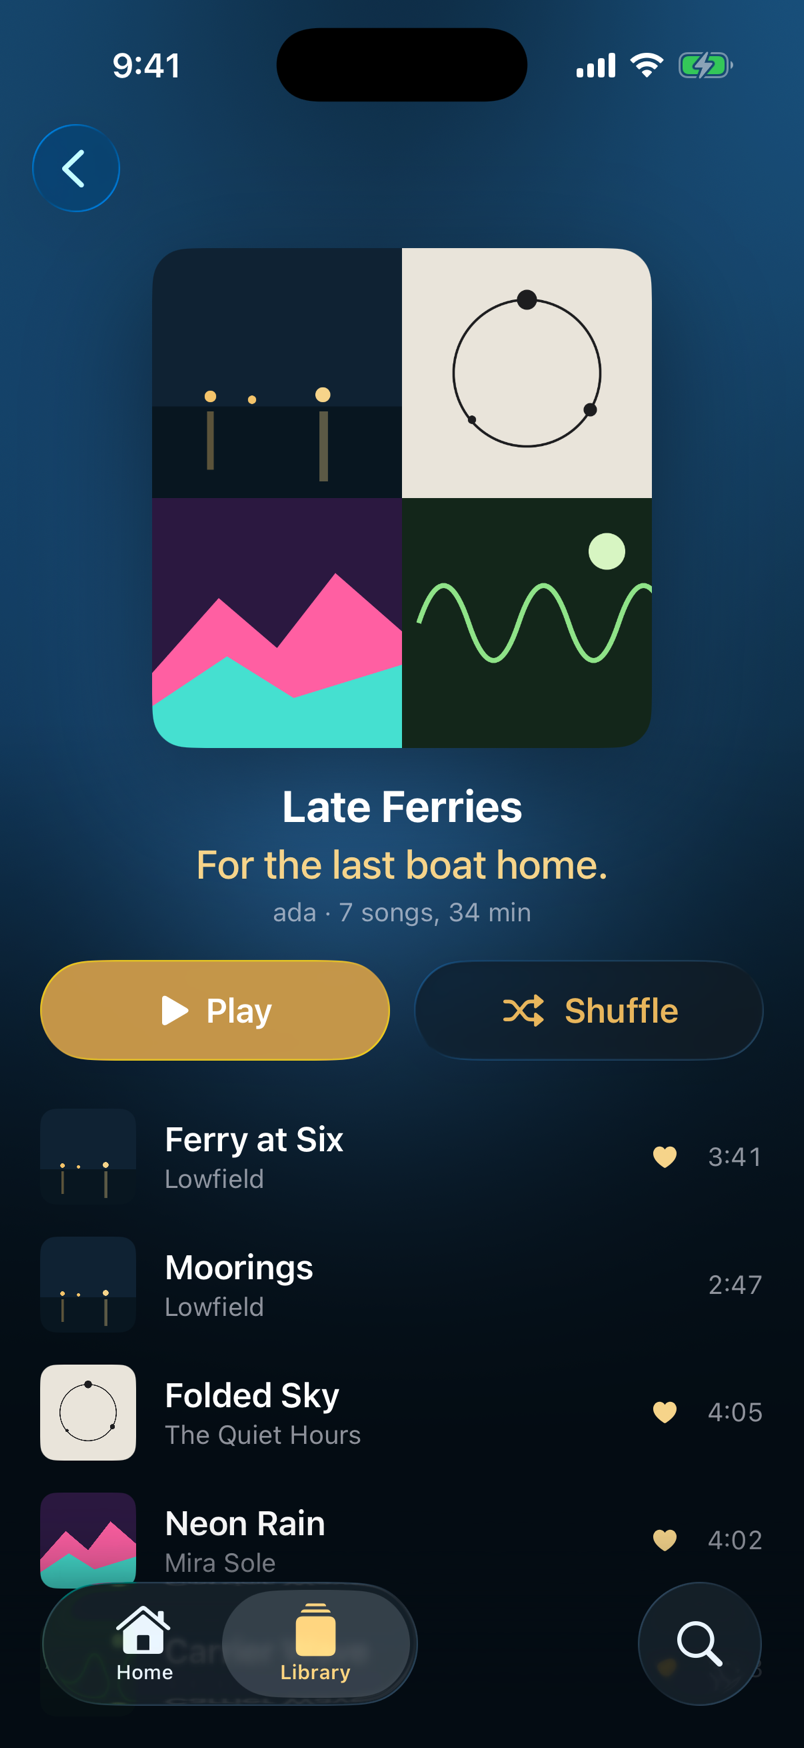 9:41
Late Ferries
For the last boat home.
ada · 7 songs, 34 min
Play
Shuffle
Ferry at Six
Lowfield
3:41
Moorings
Lowfield
2:47
Folded Sky
The Quiet Hours
4:05
Neon Rain
Mira Sole
4:02
Home
Library